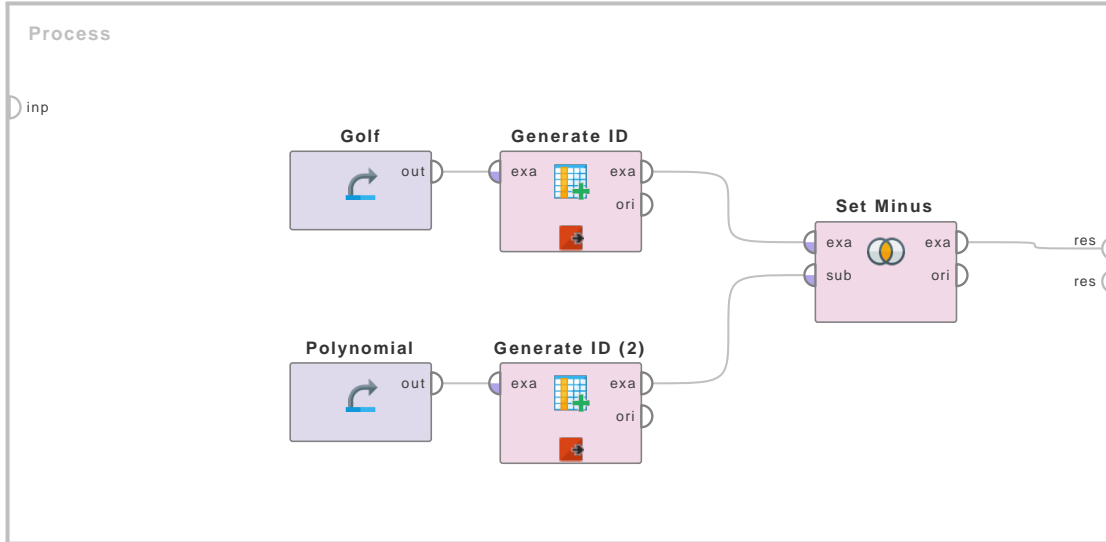 Process
inp
Golf
out
Generate ID
exa exa
ori
Set Minus
exa exa
sub ori
res
res
Polynomial
out
Generate ID (2)
exa exa
ori